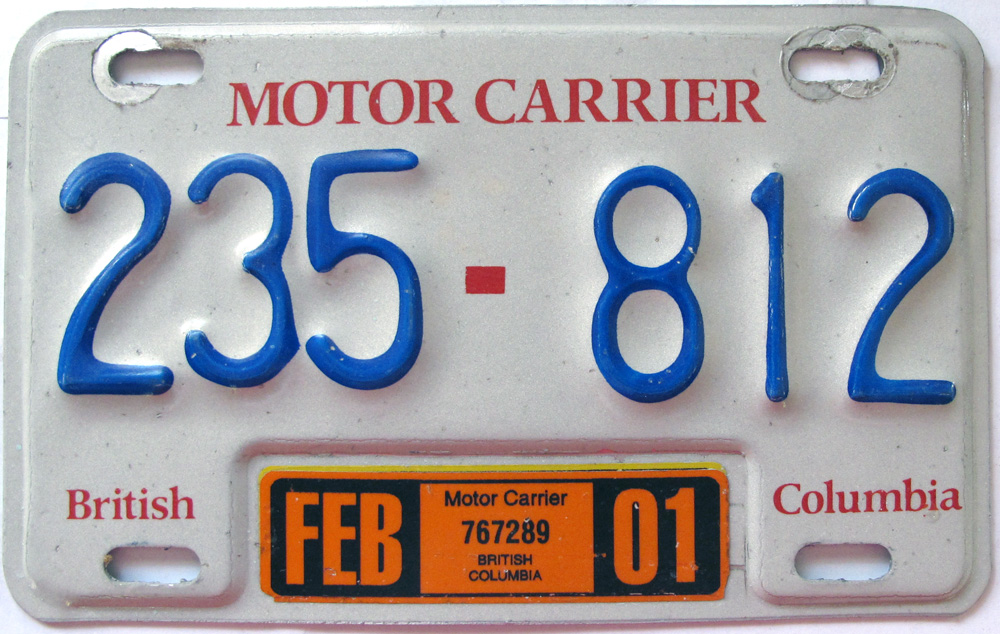 MOTOR CARRIER
235 - 812
British Columbia
FEB Motor Carrier 01
767289
BRITISH
COLUMBIA